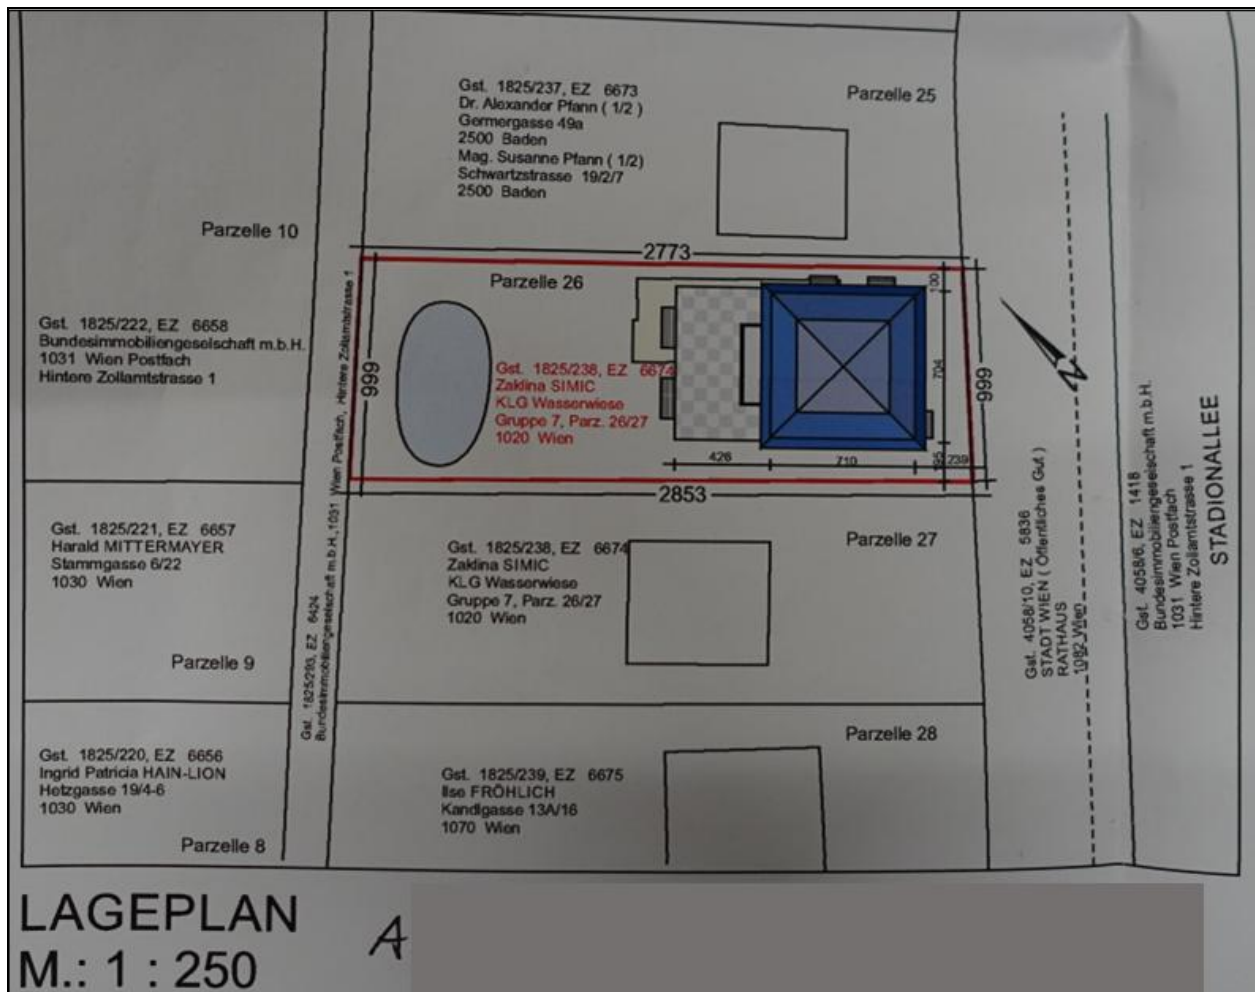 Gst. 1825/237, EZ 6673
Dr. Alexander Pfann ( 1/2 )
Germergasse 49a
2500 Baden
Mag. Susanne Pfann ( 1/2)
Schwartzstrasse 19/2/7
2500 Baden
Parzelle 25
Parzelle 10
Gst. 1825/222, EZ 6658
Bundesimmobiliengeselschaft m.b.H.
1031 Wien Postfach
Hintere Zollamtstrasse 1
2773
Parzelle 26
999
Gst. 1825/238, EZ 6674
Zaklina SIMIC
KLG Wasserwiese
Gruppe 7, Parz. 26/27
1020 Wien
100
704
95
999
426
710
239
2853
Gst. 1825/221, EZ 6657
Harald MITTERMAYER
Stammgasse 6/22
1030 Wien
Parzelle 9
Gst. 1825/293, EZ 6424
Bundesimmobiliengeselschaft m.b.H.,1031 Wien Postfach, Hintere Zollamtstrasse 1
Gst. 1825/238, EZ 6674
Zaklina SIMIC
KLG Wasserwiese
Gruppe 7, Parz. 26/27
1020 Wien
Parzelle 27
Gst. 4058/10, EZ 5836
STADT WIEN ( Öffentliches Gut )
RATHAUS
1082 Wien
Gst. 4058/6, EZ 1418
Bundesimmobiliengeselschaft m.b.H.
1031 Wien Postfach
Hintere Zollamtstrasse 1
STADIONALLEE
Gst. 1825/220, EZ 6656
Ingrid Patricia HAIN-LION
Hetzgasse 19/4-6
1030 Wien
Parzelle 8
Gst. 1825/239, EZ 6675
Ilse FRÖHLICH
Kandlgasse 13A/16
1070 Wien
Parzelle 28
LAGEPLAN
M.: 1 : 250
A